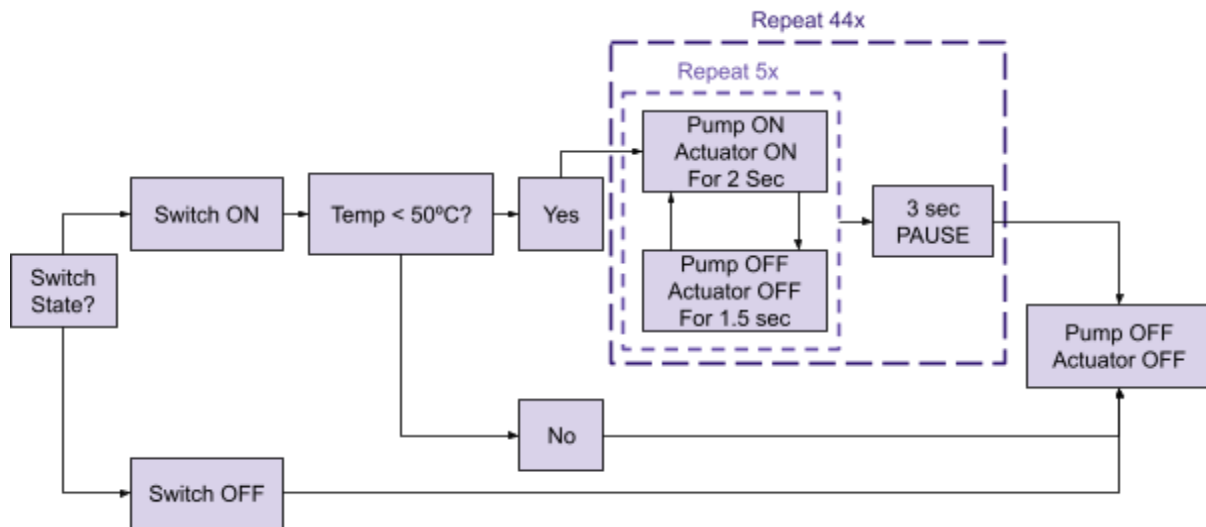 Repeat 44x
Repeat 5x
Pump ON
Actuator ON
For 2 Sec
Switch ON
Temp < 50ºC?
Yes
3 sec
PAUSE
Switch
State?
Pump OFF
Actuator OFF
For 1.5 sec
Pump OFF
Actuator OFF
No
Switch OFF